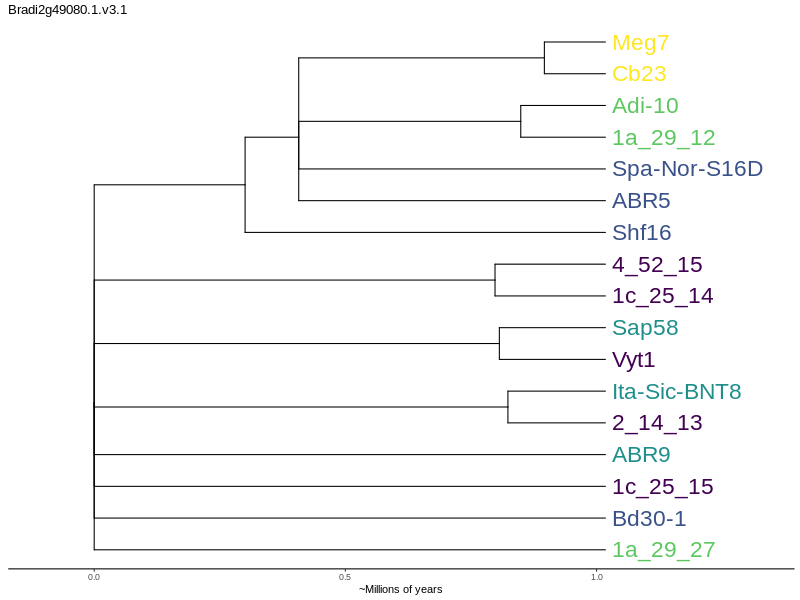 Bradi2g49080.1.v3.1
Meg7
Cb23
Adi-10
1a_29_12
Spa-Nor-S16D
ABR5
Shf16
4_52_15
1c_25_14
Sap58
Vyt1
Ita-Sic-BNT8
2_14_13
ABR9
1c_25_15
Bd30-1
1a_29_27
0.0 0.5 1.0
~Millions of years